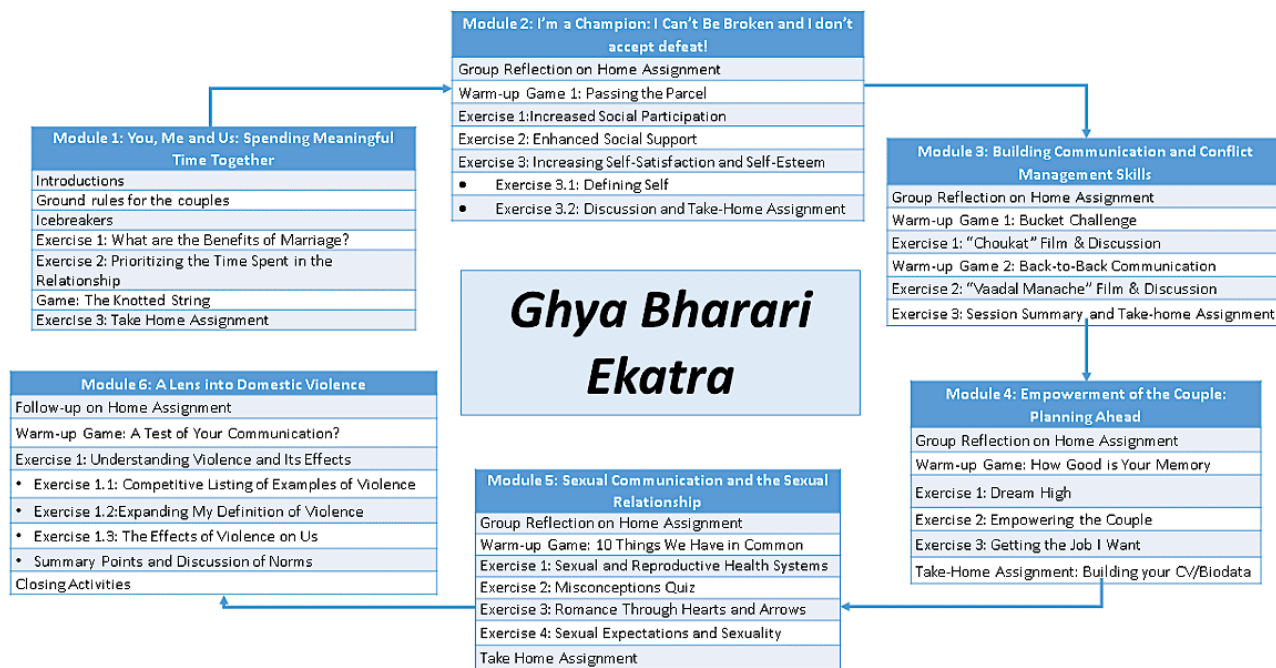 Module 1: You, Me and Us: Spending Meaningful
Time Together
Introductions
Ground rules for the couples
Icebreakers
Exercise 1: What are the Benefits of Marriage?
Exercise 2: Prioritizing the Time Spent in the
Relationship
Game: The Knotted String
Exercise 3: Take Home Assignment
Module 2: I'm a Champion: I Can't Be Broken and I don't
accept defeat!
Group Reflection on Home Assignment
Warm-up Game 1: Passing the Parcel
Exercise 1:Increased Social Participation
Exercise 2: Enhanced Social Support
Exercise 3: Increasing Self-Satisfaction and Self-Esteem
• Exercise 3.1: Defining Self
• Exercise 3.2: Discussion and Take-Home Assignment
Module 3: Building Communication and Conflict
Management Skills
Group Reflection on Home Assignment
Warm-up Game 1: Bucket Challenge
Exercise 1: "Choukat" Film & Discussion
Warm-up Game 2: Back-to-Back Communication
Exercise 2: "Vaadal Manache" Film & Discussion
Exercise 3: Session Summary and Take-home Assignment
Ghya Bharari
Ekatra
Module 4: Empowerment of the Couple:
Planning Ahead
Group Reflection on Home Assignment
Warm-up Game: How Good is Your Memory
Exercise 1: Dream High
Exercise 2: Empowering the Couple
Exercise 3: Getting the Job I Want
Take-Home Assignment: Building your CV/Biodata
Module 5: Sexual Communication and the Sexual
Relationship
Group Reflection on Home Assignment
Warm-up Game: 10 Things We Have in Common
Exercise 1: Sexual and Reproductive Health Systems
Exercise 2: Misconceptions Quiz
Exercise 3: Romance Through Hearts and Arrows
Exercise 4: Sexual Expectations and Sexuality
Take Home Assignment
Module 6: A Lens into Domestic Violence
Follow-up on Home Assignment
Warm-up Game: A Test of Your Communication?
Exercise 1: Understanding Violence and Its Effects
• Exercise 1.1: Competitive Listing of Examples of Violence
• Exercise 1.2:Expanding My Definition of Violence
• Exercise 1.3: The Effects of Violence on Us
• Summary Points and Discussion of Norms
Closing Activities